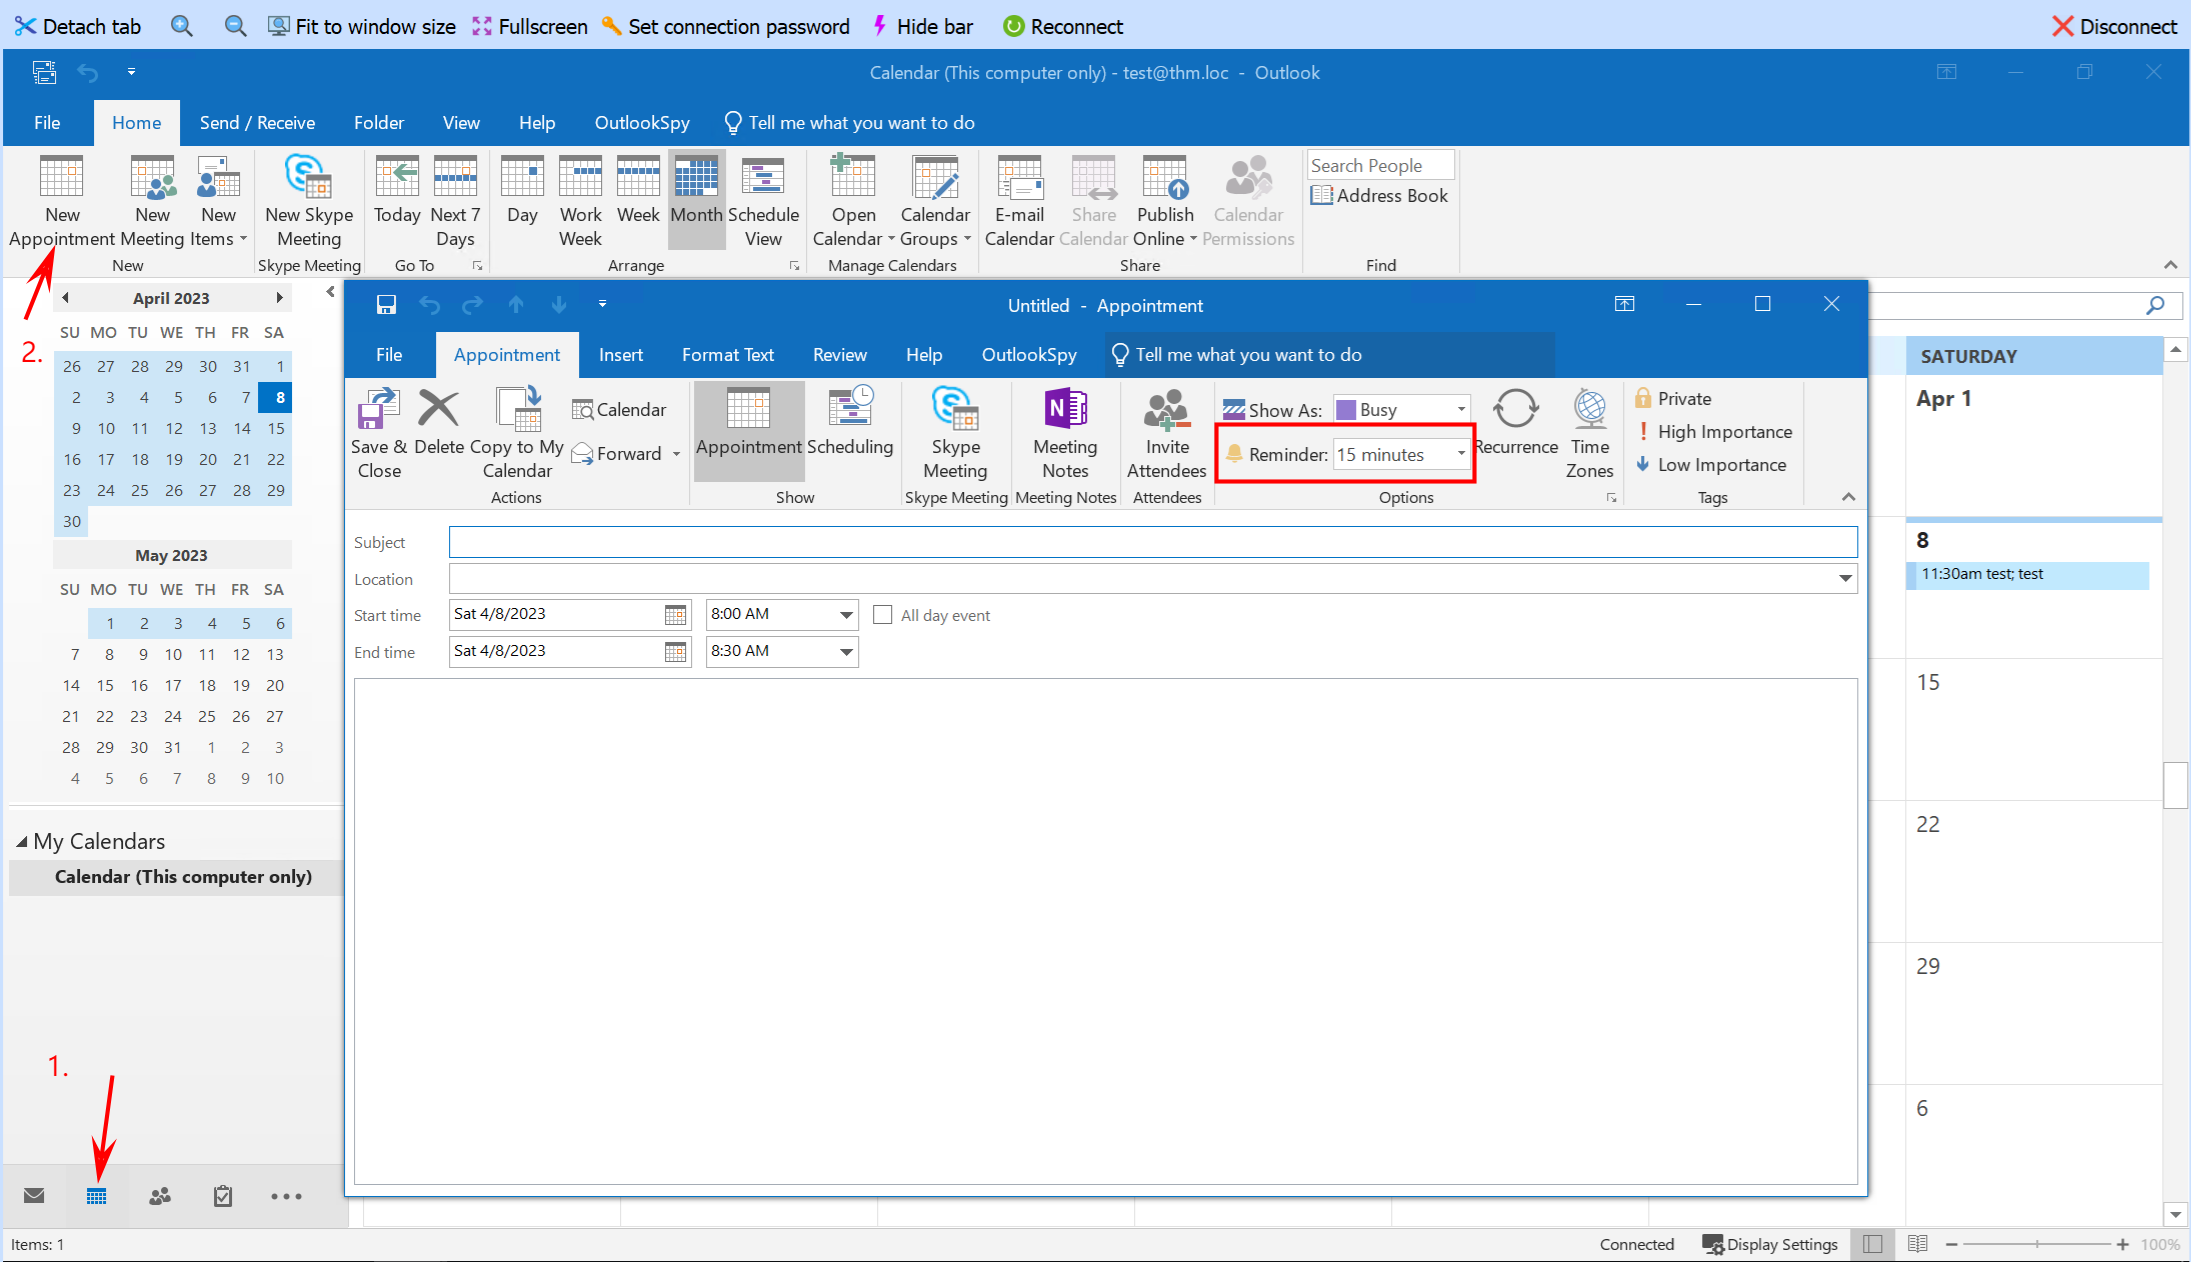 Detach tab Fit to window size Fullscreen Set connection password Hide bar Reconnect Disconnect
Calendar (This computer only) - test@thm.loc - Outlook
File Home Send / Receive Folder View Help OutlookSpy Tell me what you want to do
New Appointment
New Meeting
New Items
New
New Skype Meeting
Skype Meeting
Today
Next 7 Days
Go To
Day
Work Week
Week
Month
Schedule View
Arrange
Open Calendar
Calendar Groups
Manage Calendars
E-mail Calendar
Share Calendar
Publish Online
Calendar Permissions
Share
Search People
Address Book
Find
2.
April 2023
SU MO TU WE TH FR SA
26 27 28 29 30 31 1
2 3 4 5 6 7 8
9 10 11 12 13 14 15
16 17 18 19 20 21 22
23 24 25 26 27 28 29
30
May 2023
SU MO TU WE TH FR SA
1 2 3 4 5 6
7 8 9 10 11 12 13
14 15 16 17 18 19 20
21 22 23 24 25 26 27
28 29 30 31 1 2 3
4 5 6 7 8 9 10
My Calendars
Calendar (This computer only)
1.
Untitled - Appointment
File Appointment Insert Format Text Review Help OutlookSpy Tell me what you want to do
Save & Close
Delete
Copy to My Calendar
Calendar
Forward
Actions
Appointment
Scheduling
Show
Skype Meeting
Skype Meeting
Meeting Notes
Meeting Notes
Invite Attendees
Attendees
Show As: Busy
Reminder: 15 minutes
Recurrence
Time Zones
Options
Private
High Importance
Low Importance
Tags
Subject
Location
Start time Sat 4/8/2023 8:00 AM All day event
End time Sat 4/8/2023 8:30 AM
SATURDAY
Apr 1
8
11:30am test; test
15
22
29
6
Items: 1
Connected Display Settings 100%